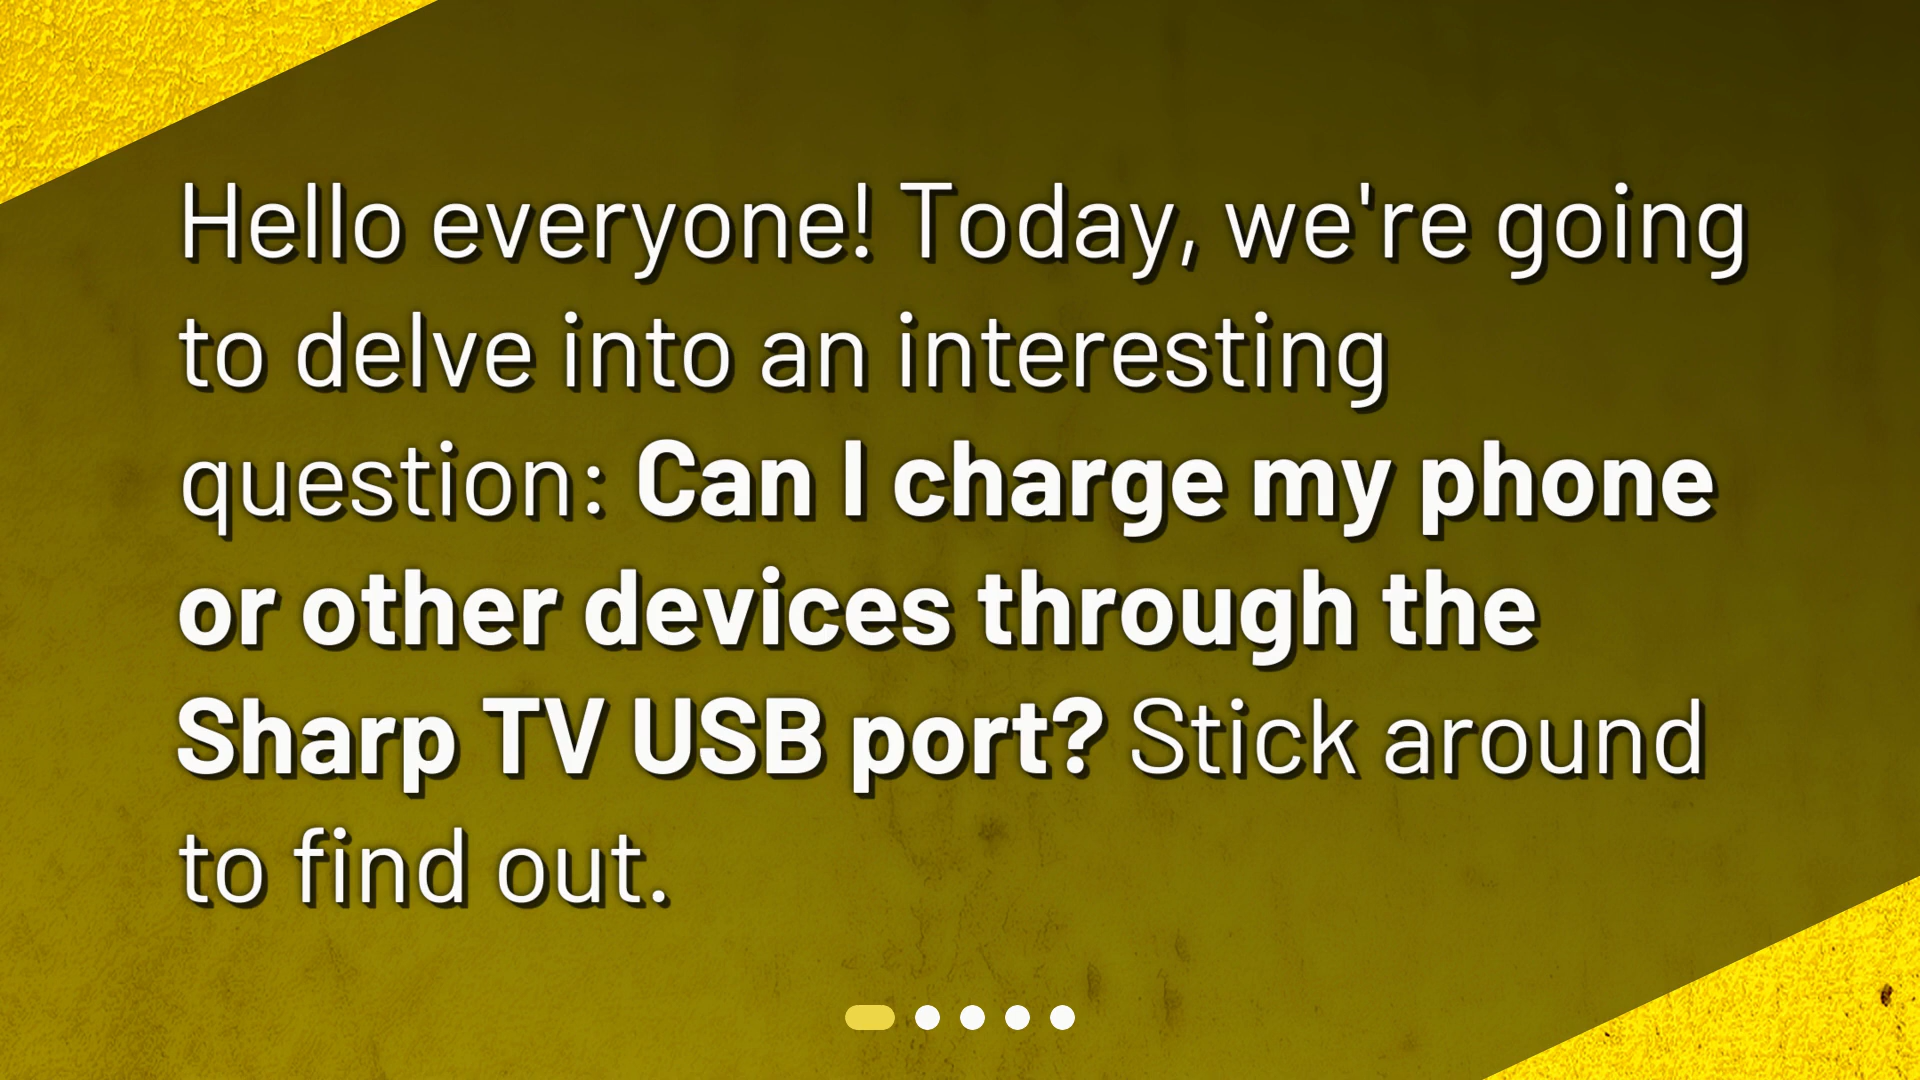 Hello everyone! Today, we're going
to delve into an interesting
question: Can I charge my phone
or other devices through the
Sharp TV USB port? Stick around
to find out.